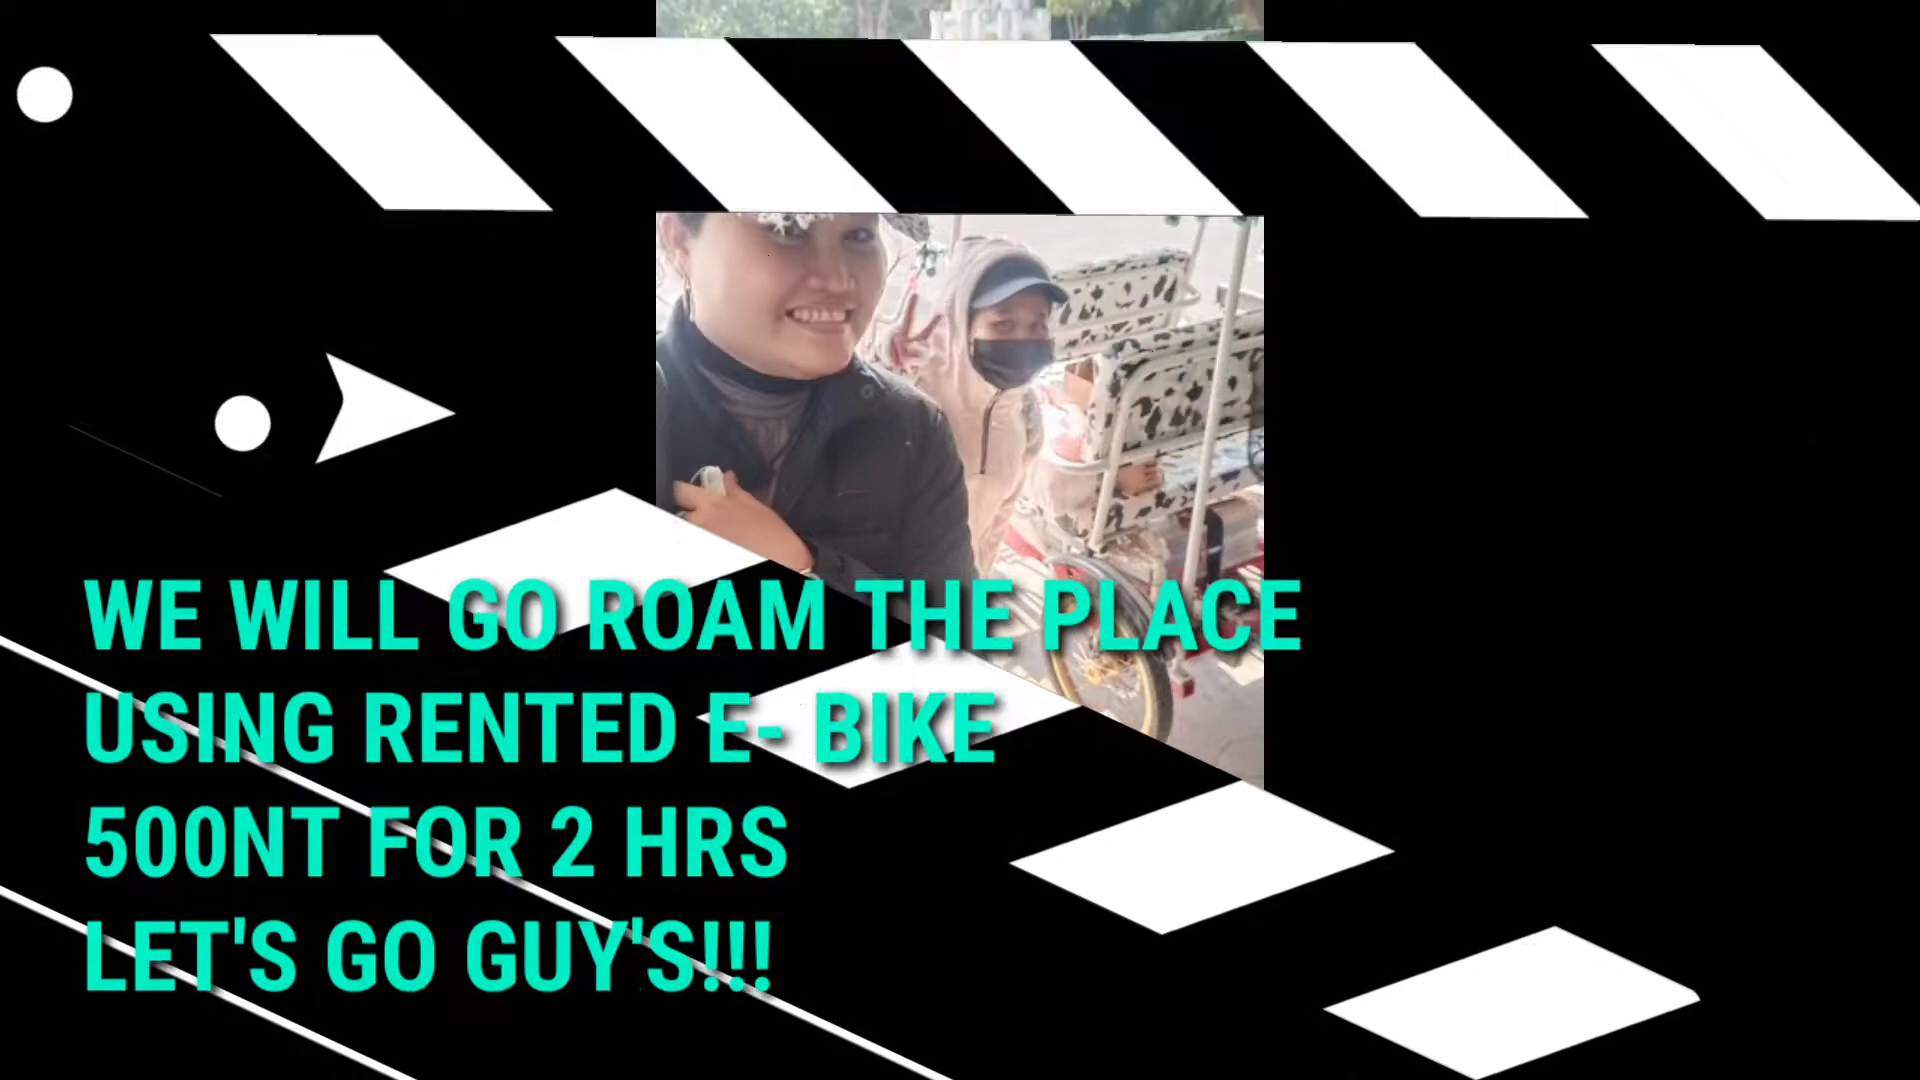 WE WILL GO ROAM THE PLACE
USING RENTED E- BIKE
500NT FOR 2 HRS
LET'S GO GUY'S!!!